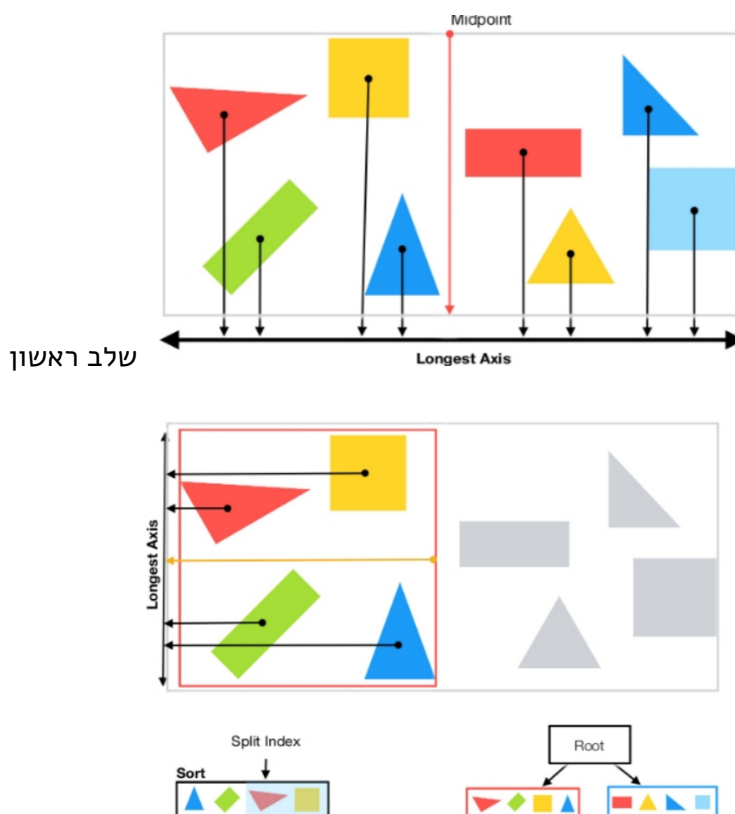 Midpoint
Longest Axis
שלב ראשון
Longest Axis
Split Index
Root
Sort